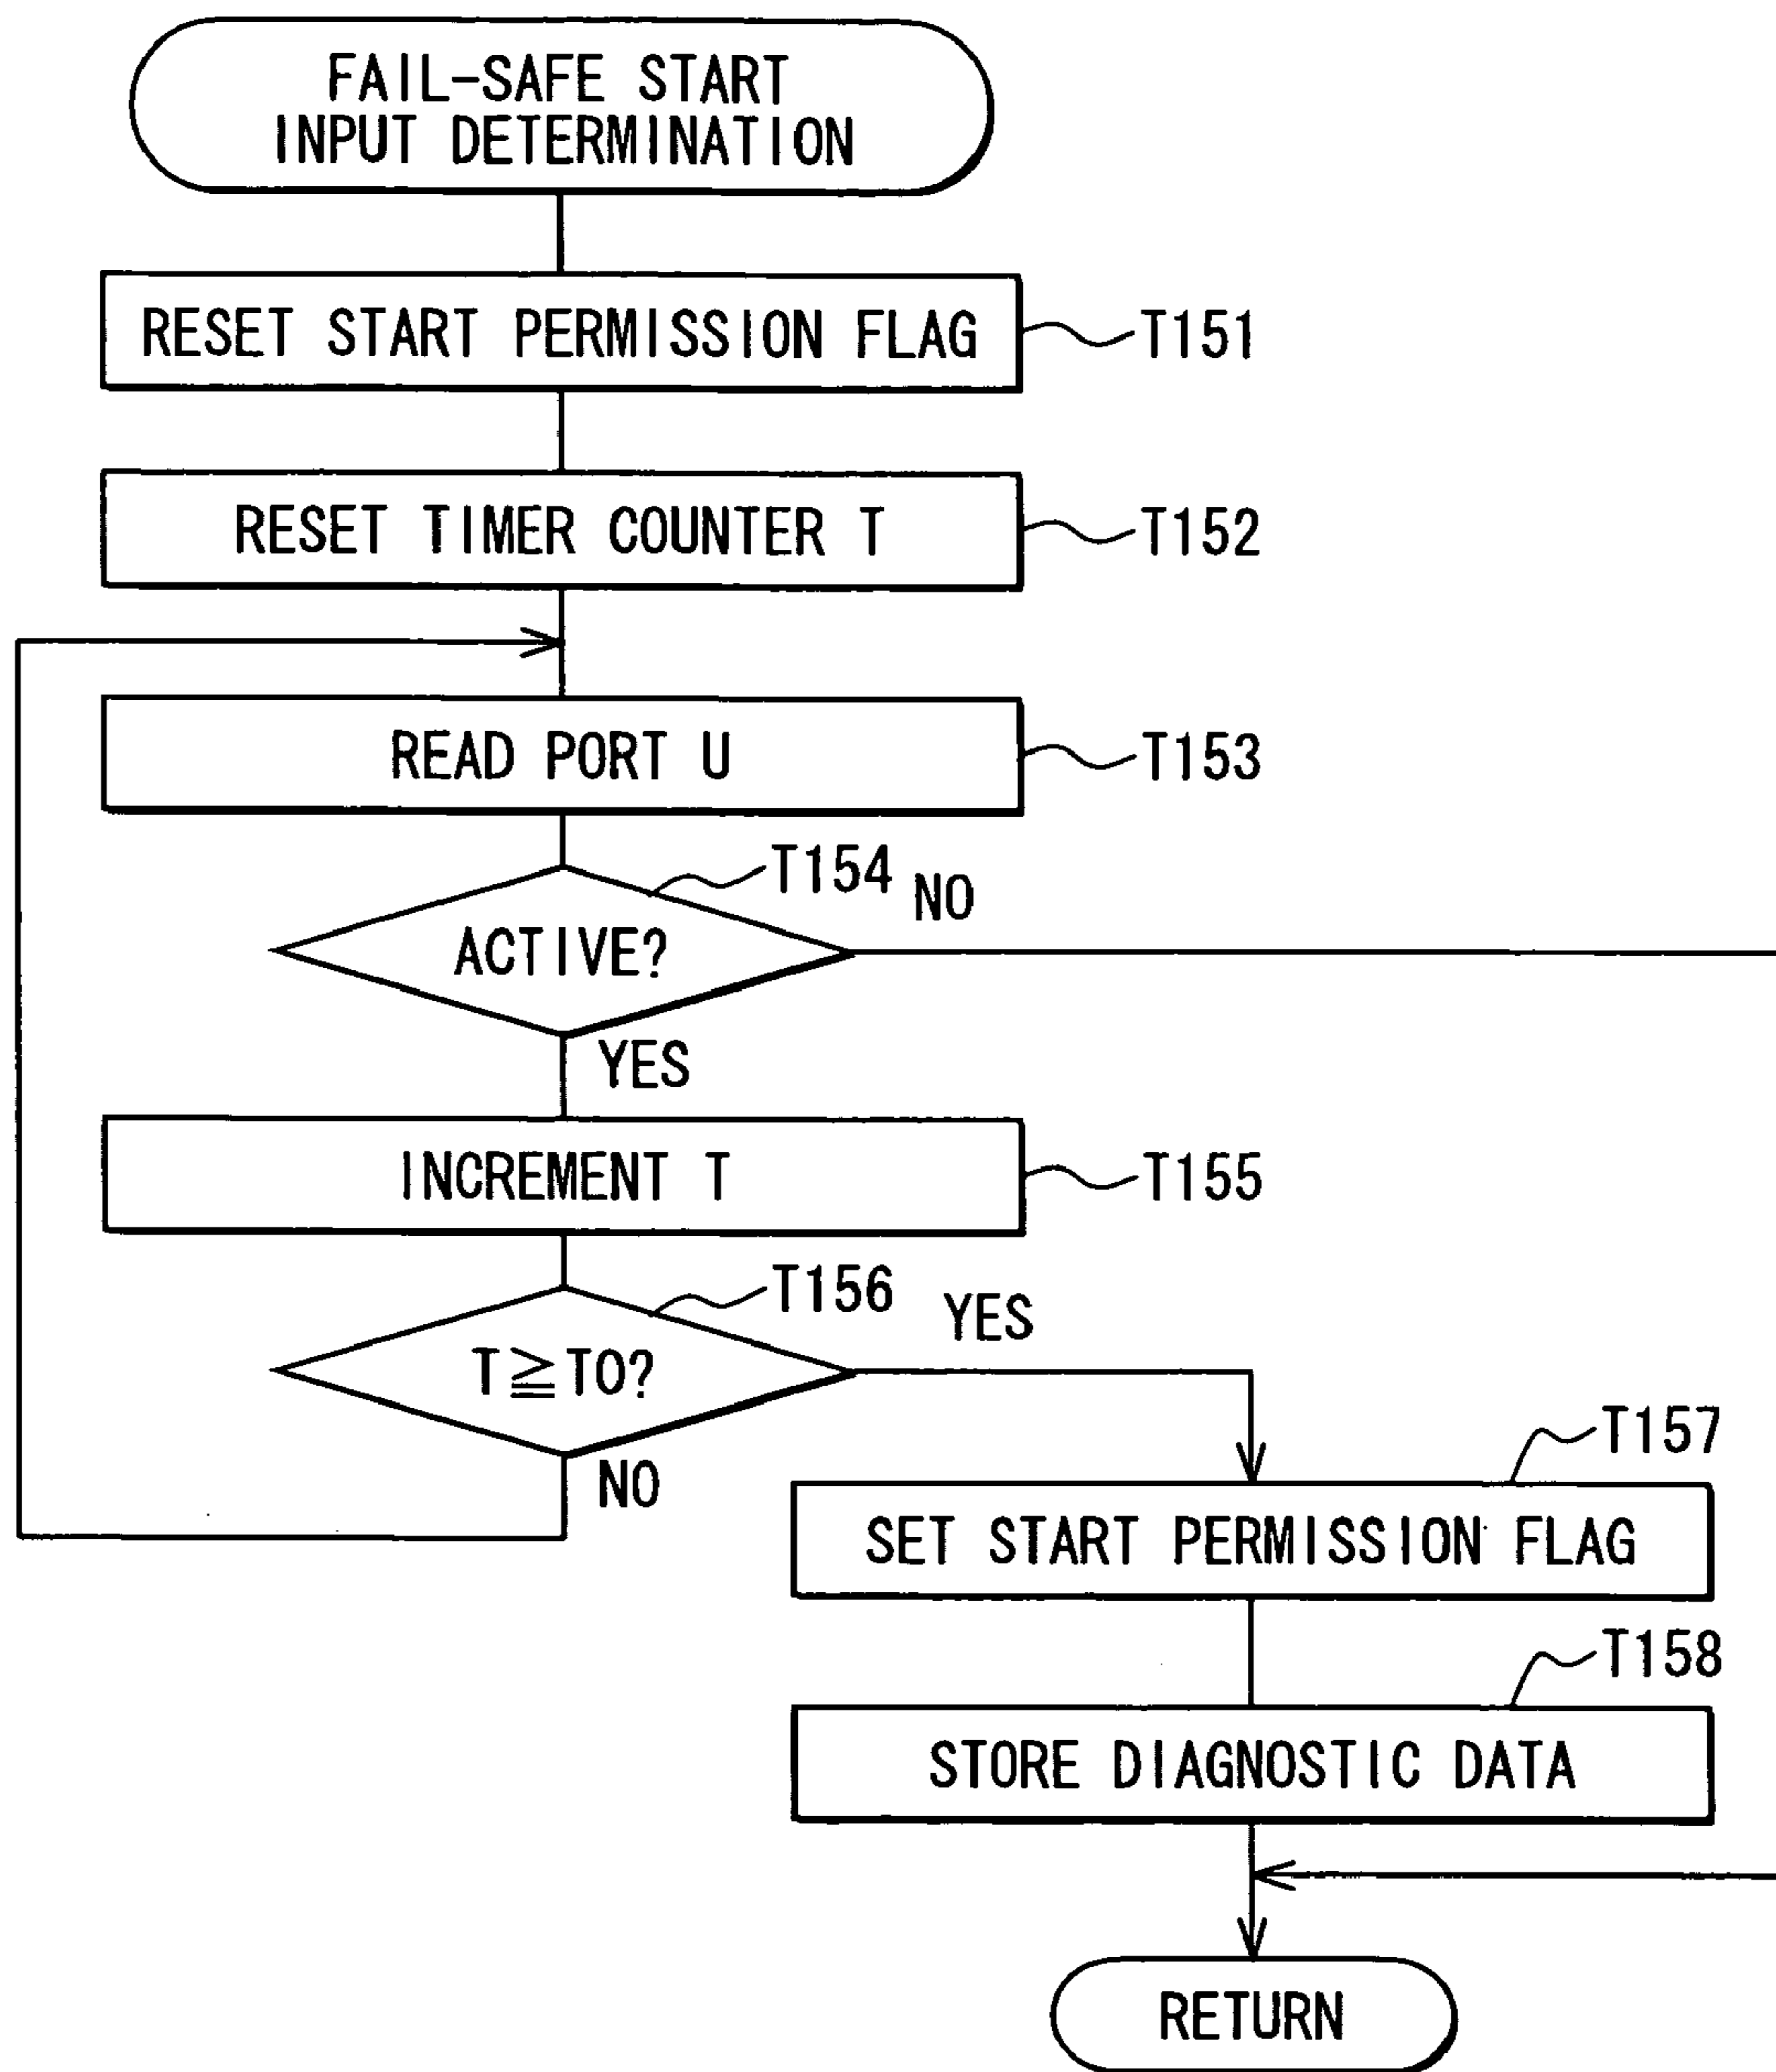 FAIL-SAFE START
INPUT DETERMINATION
RESET START PERMISSION FLAG
T151
RESET TIMER COUNTER T
T152
READ PORT U
T153
T154
NO
ACTIVE?
YES
INCREMENT T
T155
T156
YES
T≧TO?
NO
T157
SET START PERMISSION FLAG
T158
STORE DIAGNOSTIC DATA
RETURN